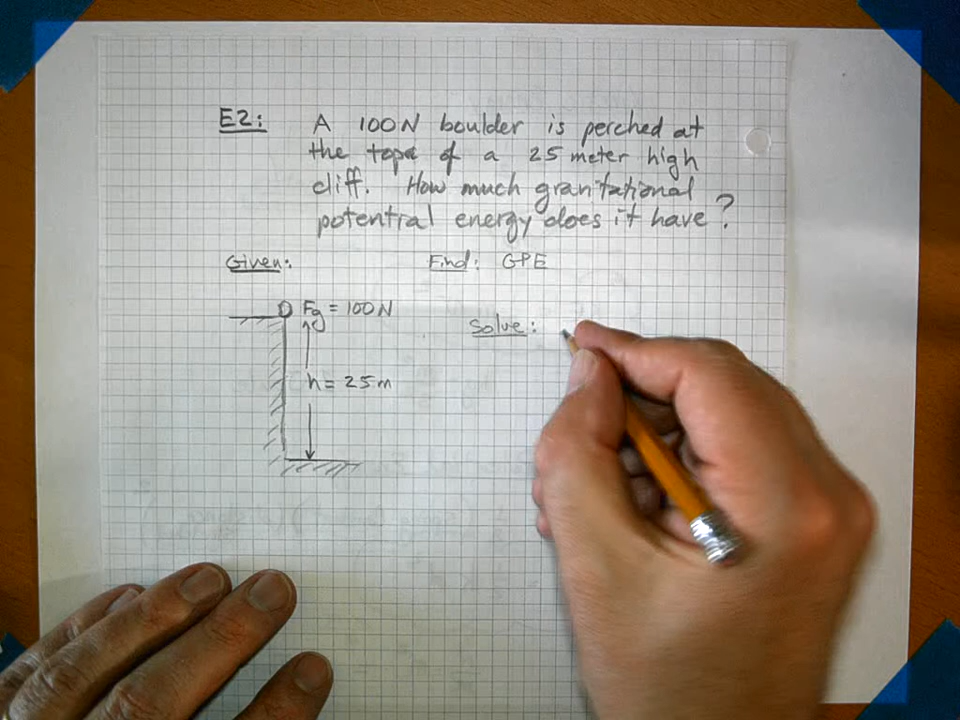 E2: A 100N boulder is perched at
the top of a 25 meter high
cliff. How much gravitational
potential energy does it have?
Given: Find: GPE
Fg = 100N
Solve:
h = 25m